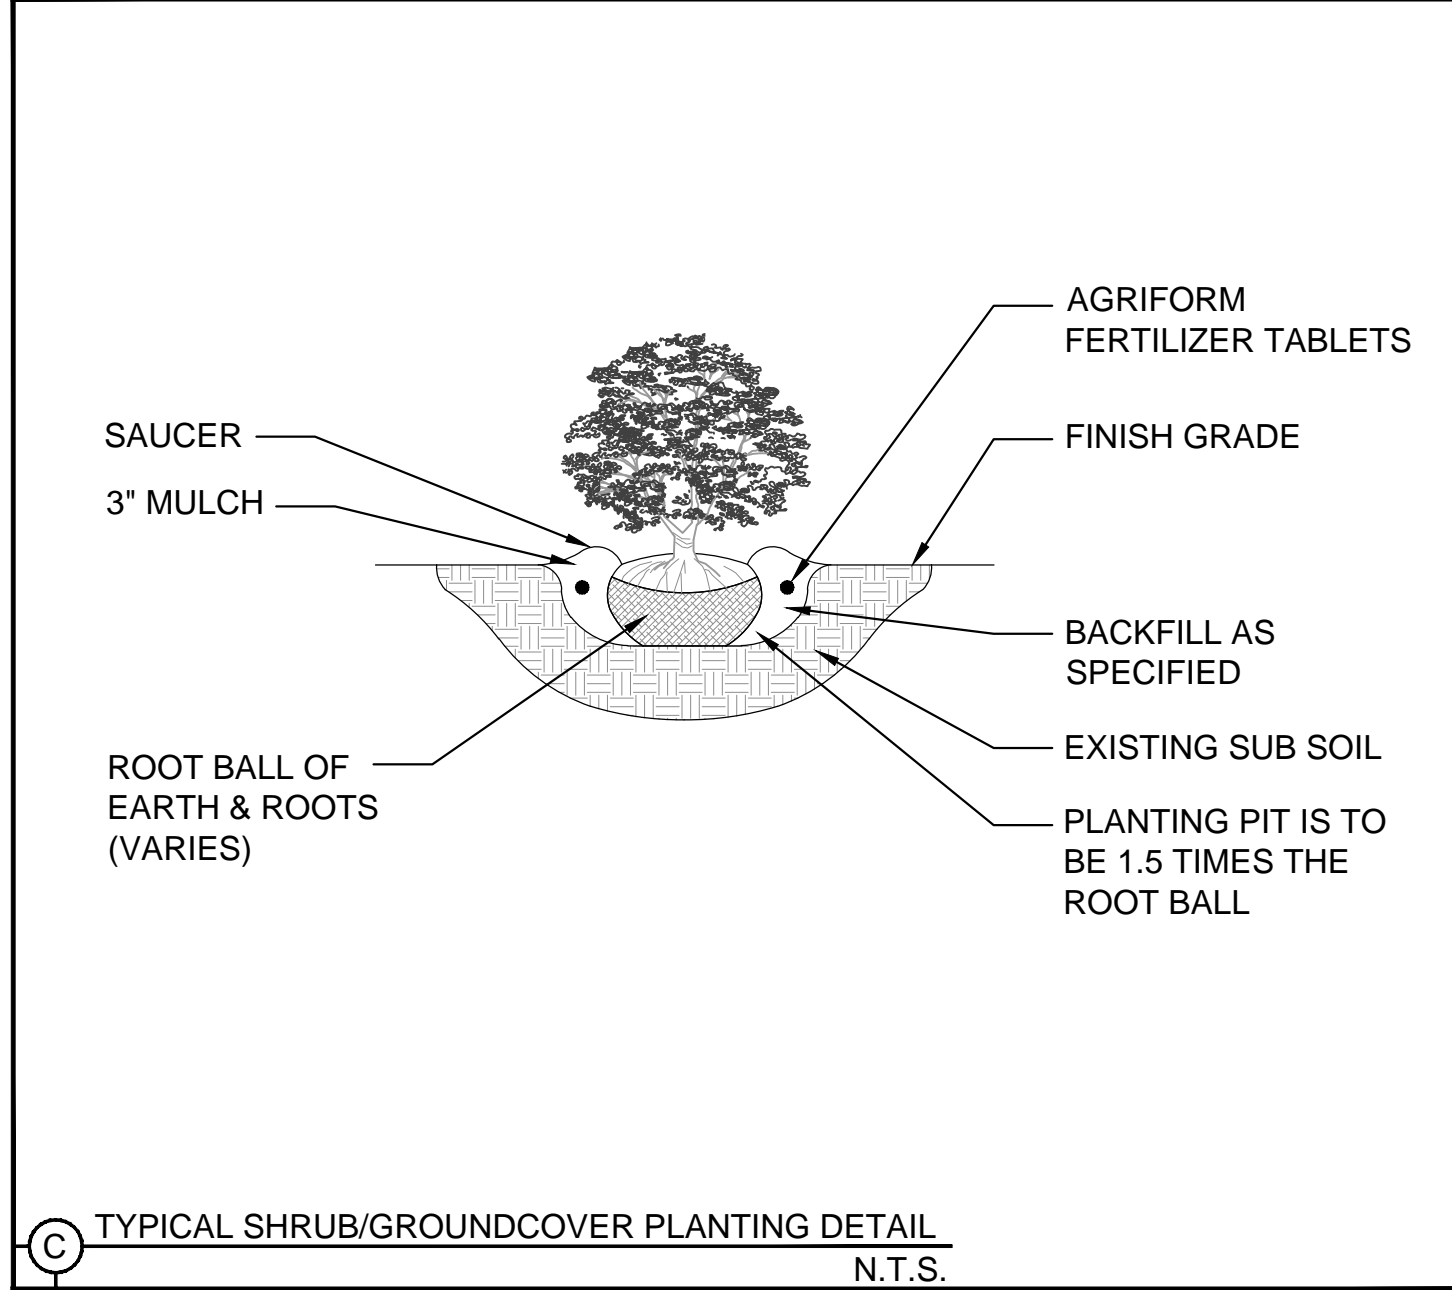 SAUCER
3" MULCH
ROOT BALL OF
EARTH & ROOTS
(VARIES)
AGRIFORM
FERTILIZER TABLETS
FINISH GRADE
BACKFILL AS
SPECIFIED
EXISTING SUB SOIL
PLANTING PIT IS TO
BE 1.5 TIMES THE
ROOT BALL
C
TYPICAL SHRUB/GROUNDCOVER PLANTING DETAIL
N.T.S.